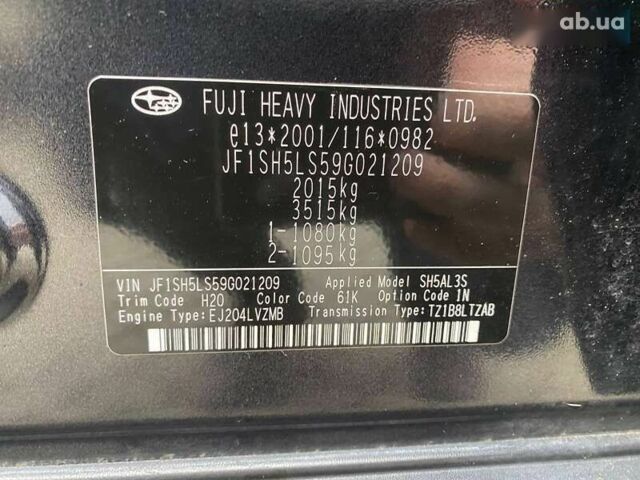 ab.ua
FUJI HEAVY INDUSTRIES LTD.
e13*2001/116*0982
JF1SH5LS59G021209
2015kg
3515kg
1-1080kg
2-1095kg
VIN JF1SH5LS59G021209 Applied Model SH5AL3S
Trim Code H20 Color Code 61K Option Code 1N
Engine Type:EJ204LVZMB Transmission Type:TZ1B8LTZAB